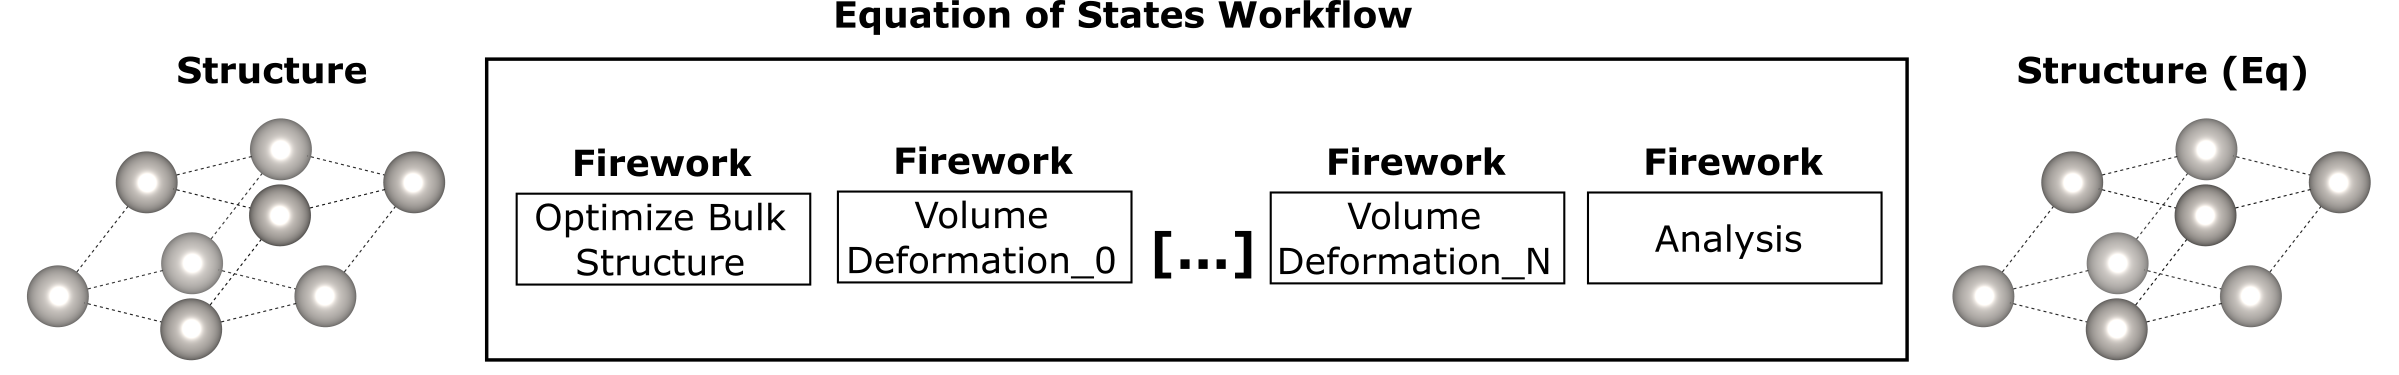 Equation of States Workflow
Structure
Structure (Eq)
Firework
Optimize Bulk
Structure
Firework
Volume
Deformation_0
[...]
Firework
Volume
Deformation_N
Firework
Analysis